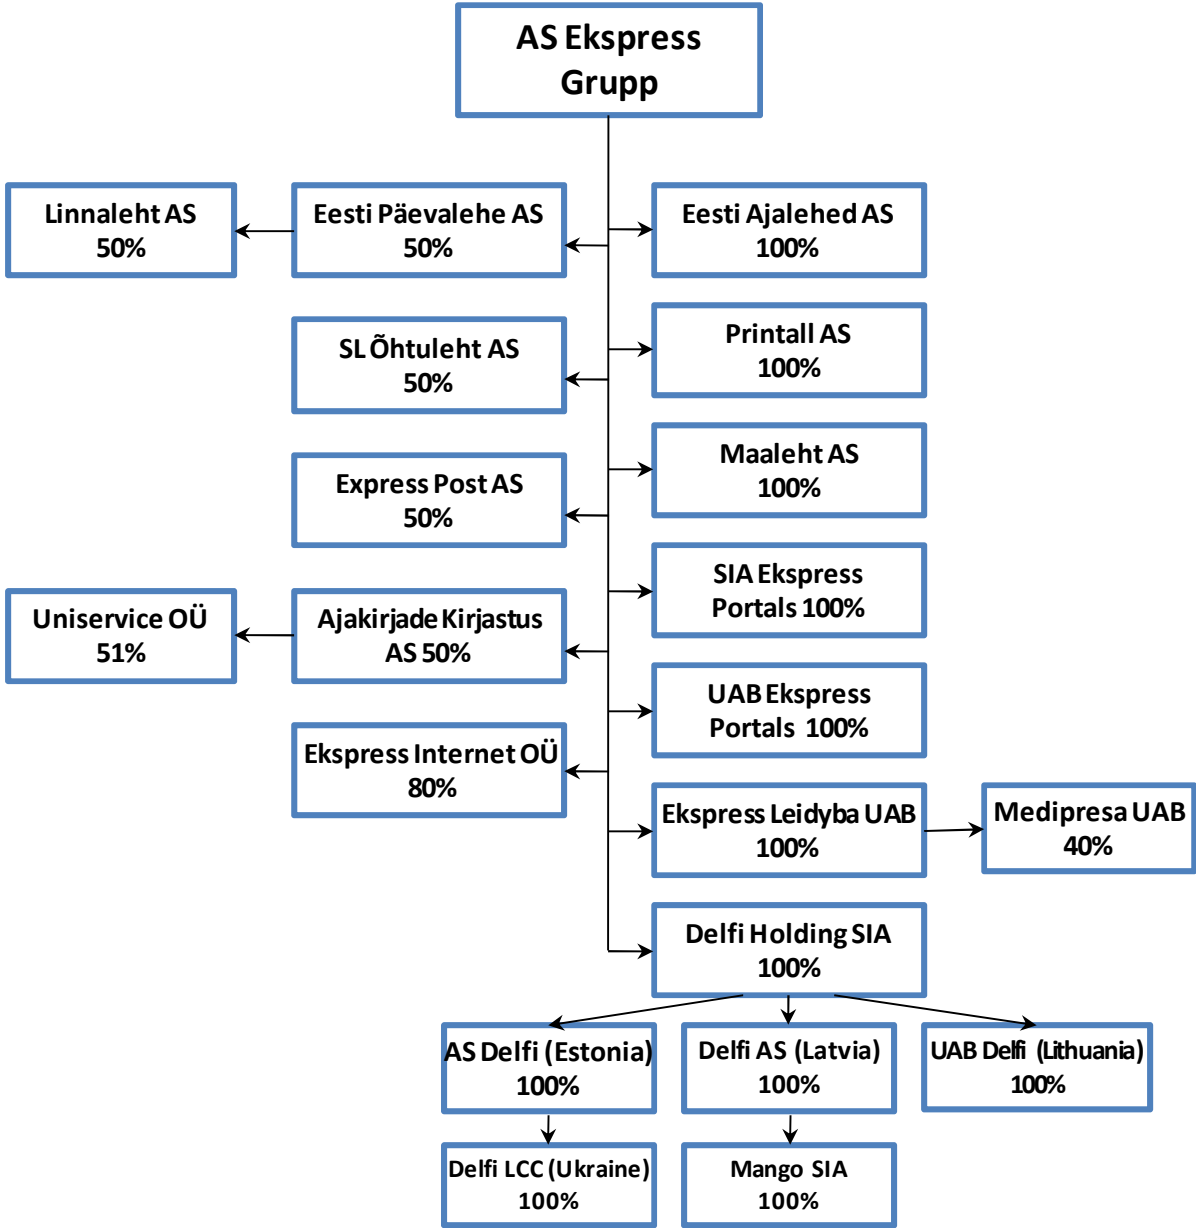 AS Ekspress
Grupp
Linnaleht AS
50%
Eesti Päevalehe AS
50%
Eesti Ajalehed AS
100%
SL Õhtuleht AS
50%
Printall AS
100%
Express Post AS
50%
Maaleht AS
100%
SIA Ekspress
Portals 100%
Uniservice OÜ
51%
Ajakirjade Kirjastus
AS 50%
UAB Ekspress
Portals 100%
Ekspress Internet OÜ
80%
Ekspress Leidyba UAB
100%
Medipresa UAB
40%
Delfi Holding SIA
100%
AS Delfi (Estonia)
100%
Delfi AS (Latvia)
100%
UAB Delfi (Lithuania)
100%
Delfi LCC (Ukraine)
100%
Mango SIA
100%